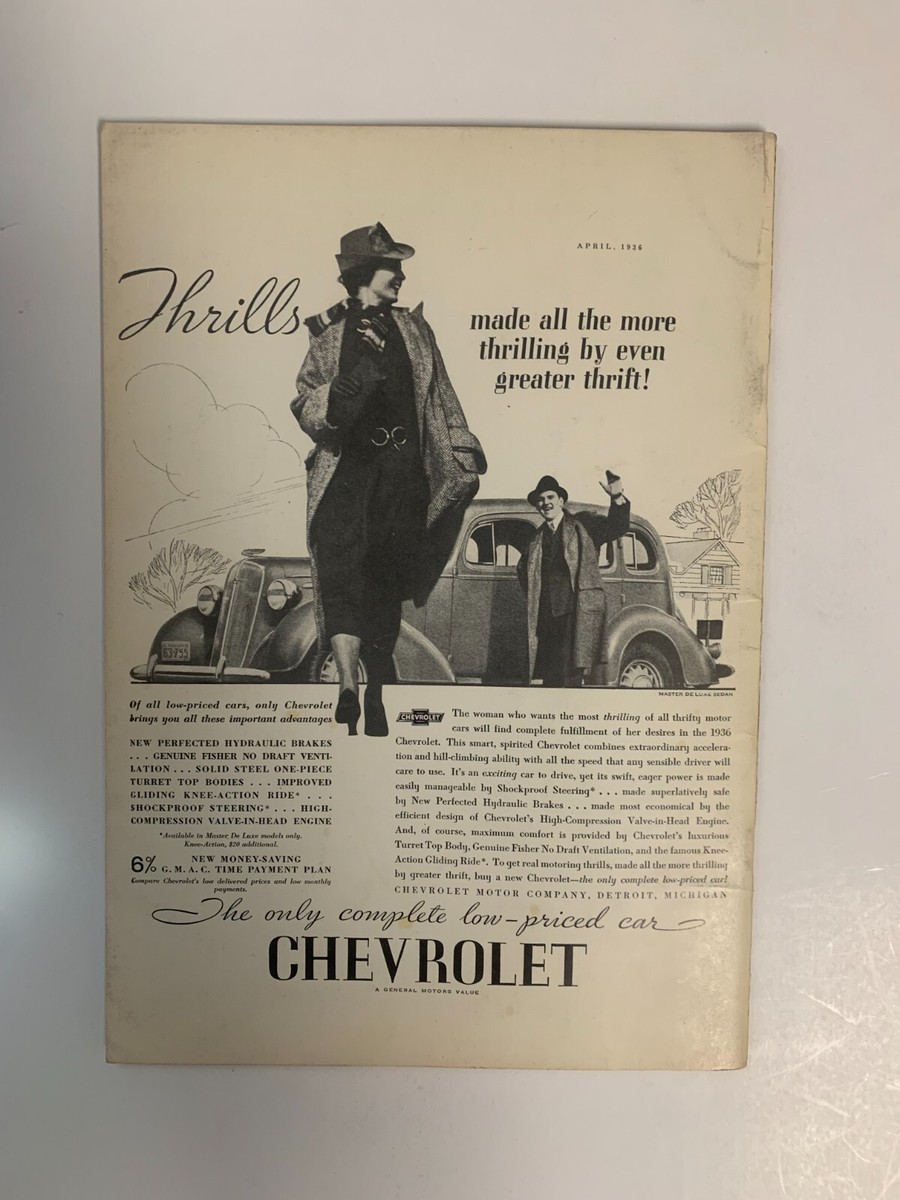 APRIL, 1936
Thrills
made all the more
thrilling by even
greater thrift!
63-755
MASTER DE LUXE SEDAN
Of all low-priced cars, only Chevrolet
brings you all these important advantages
NEW PERFECTED HYDRAULIC BRAKES
. . . GENUINE FISHER NO DRAFT VENTI-
LATION . . . SOLID STEEL ONE-PIECE
TURRET TOP BODIES . . . IMPROVED
GLIDING KNEE-ACTION RIDE* . . .
SHOCKPROOF STEERING* . . . HIGH-
COMPRESSION VALVE-IN-HEAD ENGINE
*Available in Master De Luxe models only.
Knee-Action, $20 additional.
6% NEW MONEY-SAVING
G. M. A. C. TIME PAYMENT PLAN
Compare Chevrolet's low delivered prices and low monthly
payments.
CHEVROLET
The woman who wants the most thrilling of all thrifty motor
cars will find complete fulfillment of her desires in the 1936
Chevrolet. This smart, spirited Chevrolet combines extraordinary accelera-
tion and hill-climbing ability with all the speed that any sensible driver will
care to use. It's an exciting car to drive, yet its swift, eager power is made
easily manageable by Shockproof Steering* . . . made superlatively safe
by New Perfected Hydraulic Brakes . . . made most economical by the
efficient design of Chevrolet's High-Compression Valve-in-Head Engine.
And, of course, maximum comfort is provided by Chevrolet's luxurious
Turret Top Body, Genuine Fisher No Draft Ventilation, and the famous Knee-
Action Gliding Ride*. To get real motoring thrills, made all the more thrilling
by greater thrift, buy a new Chevrolet—the only complete low-priced car!
CHEVROLET MOTOR COMPANY, DETROIT, MICHIGAN
The only complete low-priced car
CHEVROLET
A GENERAL MOTORS VALUE